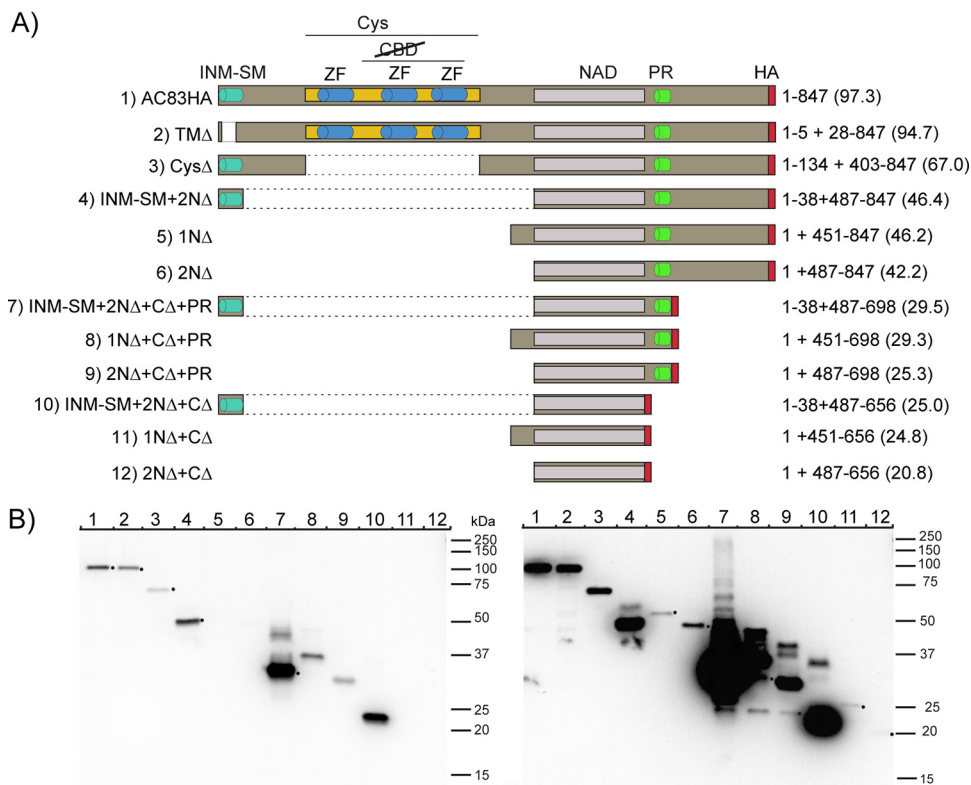 A)
Cys
CBD
INM-SM ZF ZF ZF NAD PR HA
1) AC83HA 1-847 (97.3)
2) TMΔ 1-5 + 28-847 (94.7)
3) CysΔ 1-134 + 403-847 (67.0)
4) INM-SM+2NΔ 1-38+487-847 (46.4)
5) 1NΔ 1 + 451-847 (46.2)
6) 2NΔ 1 +487-847 (42.2)
7) INM-SM+2NΔ+CΔ+PR 1-38+487-698 (29.5)
8) 1NΔ+CΔ+PR 1 + 451-698 (29.3)
9) 2NΔ+CΔ+PR 1 + 487-698 (25.3)
10) INM-SM+2NΔ+CΔ 1-38+487-656 (25.0)
11) 1NΔ+CΔ 1 +451-656 (24.8)
12) 2NΔ+CΔ 1 + 487-656 (20.8)
B)
1 2 3 4 5 6 7 8 9 10 11 12 kDa 1 2 3 4 5 6 7 8 9 10 11 12
250 250
150 150
100 100
75 75
50 50
37 37
25 25
20 20
15 15